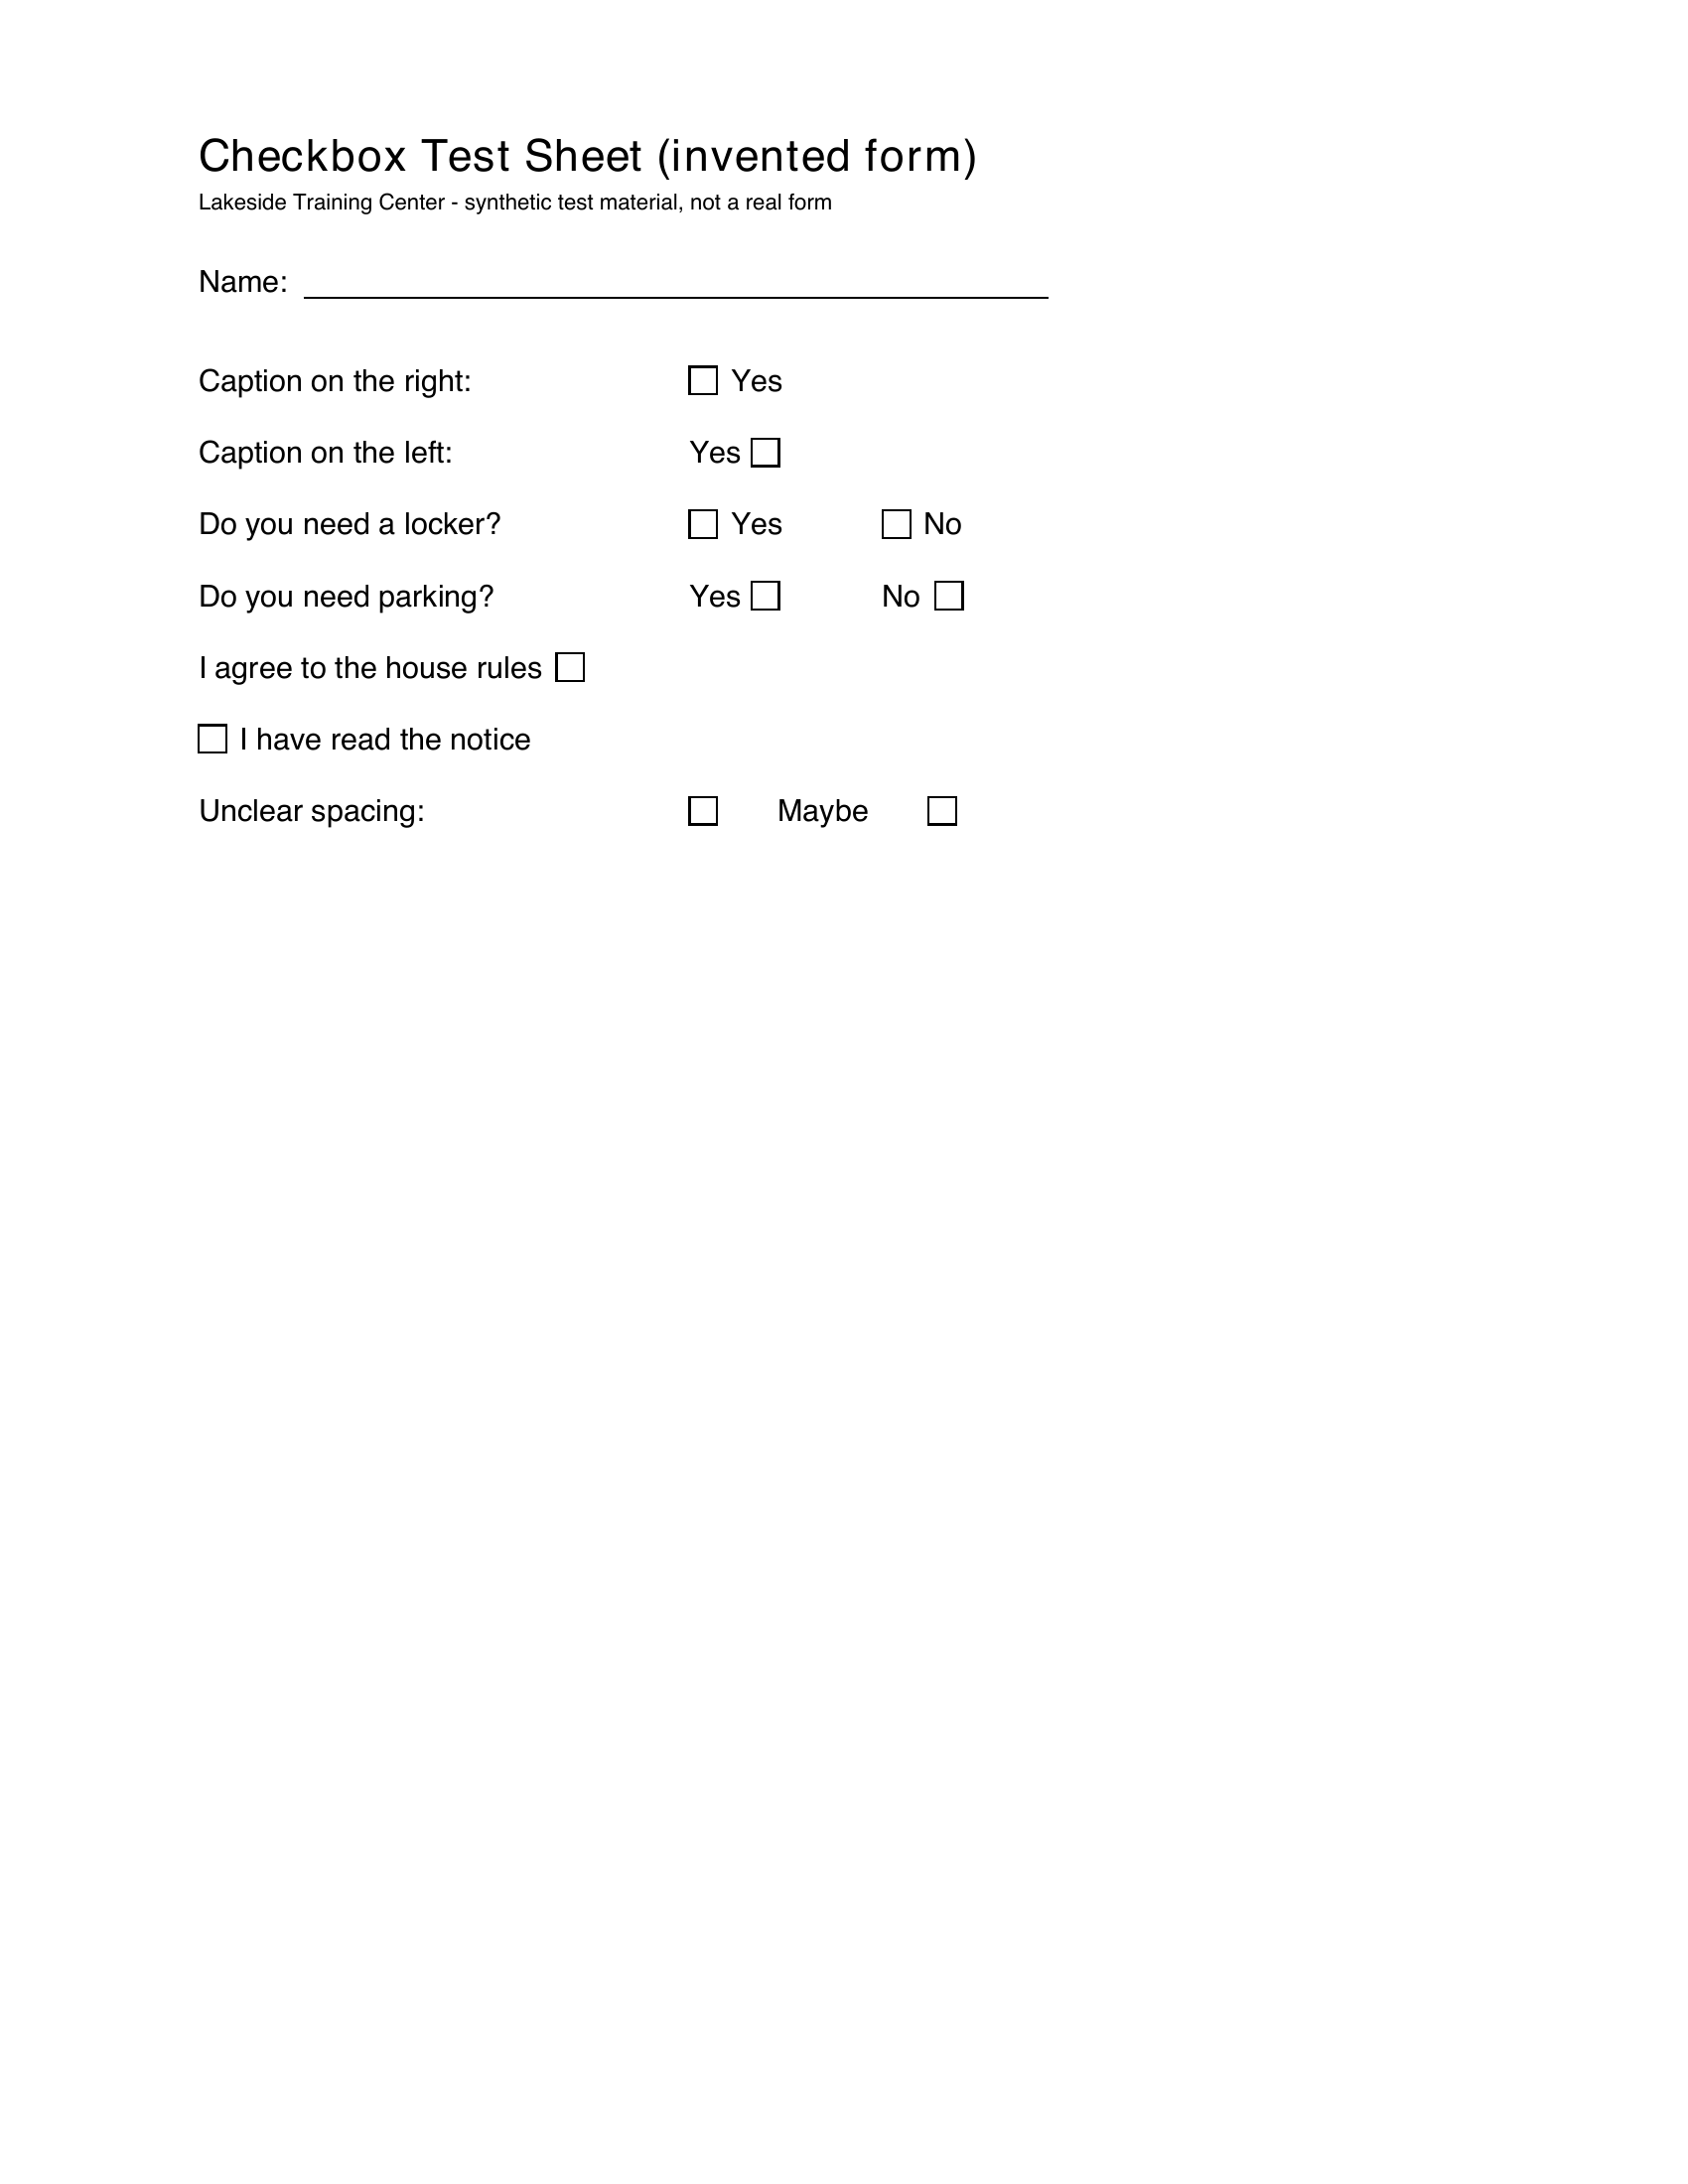 Checkbox Test Sheet (invented form)
Lakeside Training Center - synthetic test material, not a real form
Name:
Caption on the right: Yes
Caption on the left: Yes
Do you need a locker? Yes No
Do you need parking? Yes No
I agree to the house rules
I have read the notice
Unclear spacing: Maybe